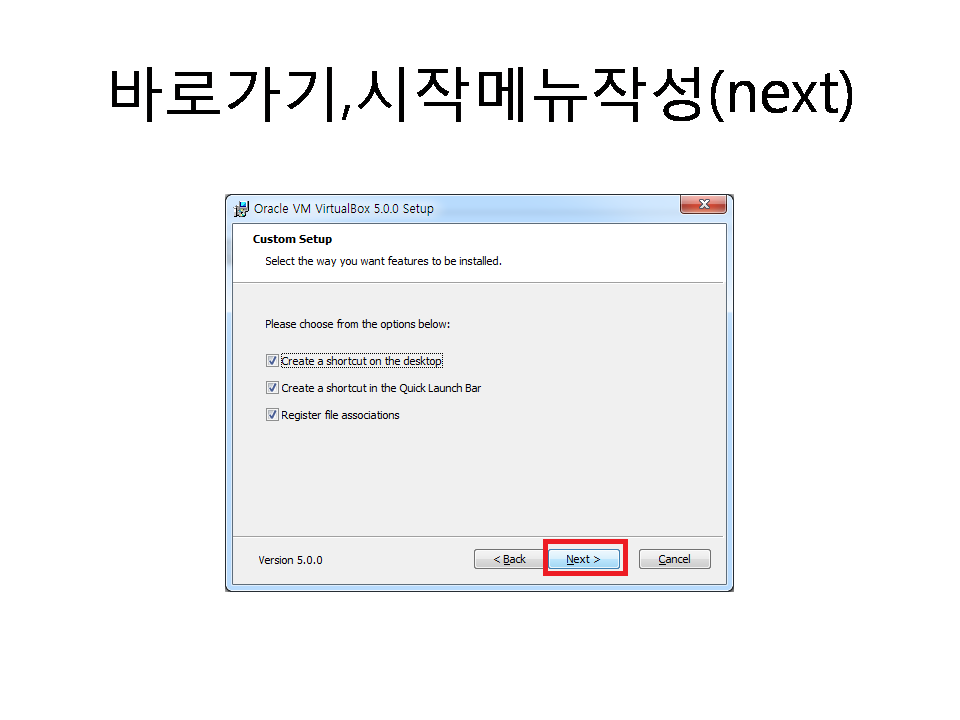 바로가기,시작메뉴작성(next)
Oracle VM VirtualBox 5.0.0 Setup
Custom Setup
Select the way you want features to be installed.
Please choose from the options below:
Create a shortcut on the desktop
Create a shortcut in the Quick Launch Bar
Register file associations
Version 5.0.0
< Back
Next >
Cancel